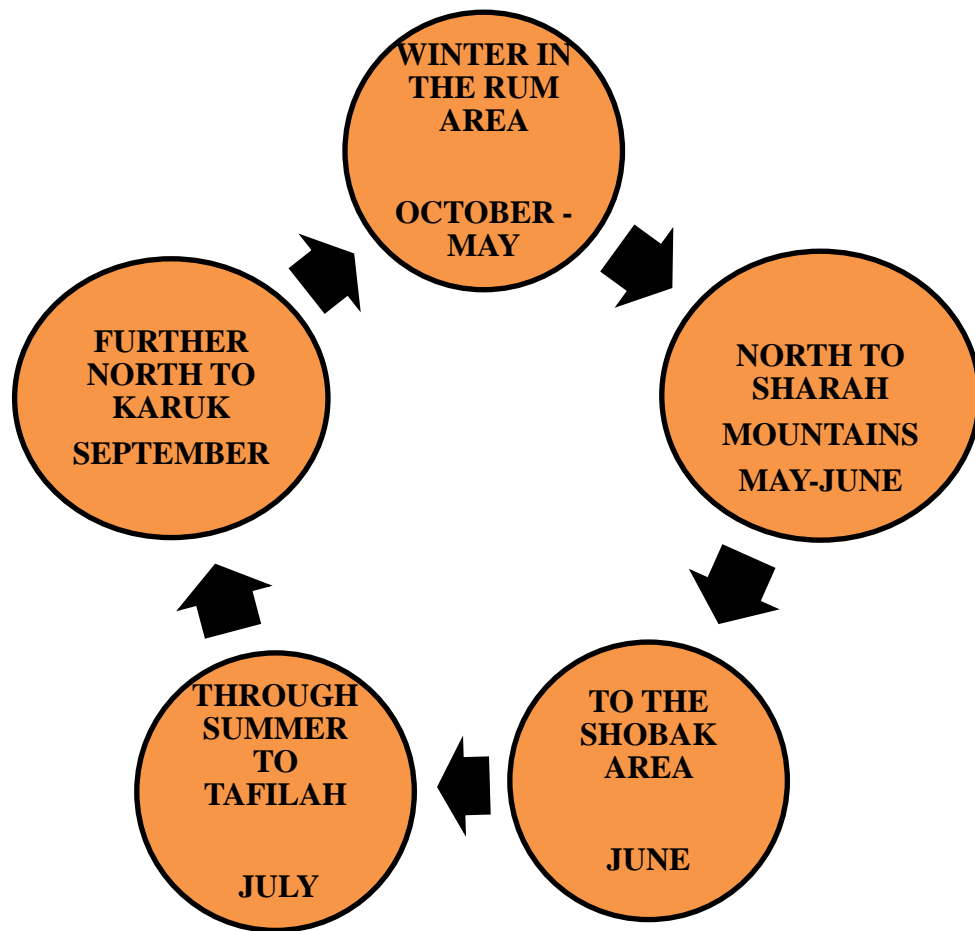 WINTER IN
THE RUM
AREA
OCTOBER -
MAY
NORTH TO
SHARAH
MOUNTAINS
MAY-JUNE
TO THE
SHOBAK
AREA
JUNE
THROUGH
SUMMER
TO
TAFILAH
JULY
FURTHER
NORTH TO
KARUK
SEPTEMBER